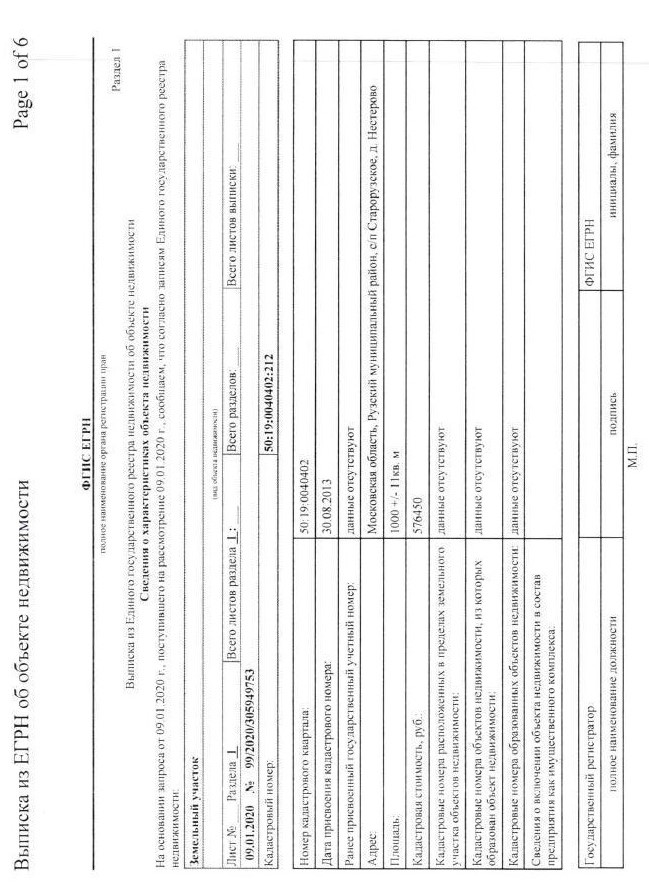 Выписка из ЕГРН об объекте недвижимости Page 1 of 6
ФГИС ЕГРН
полное наименование органа регистрации прав
Раздел 1
Выписка из Единого государственного реестра недвижимости об объекте недвижимости
Сведения о характеристиках объекта недвижимости
На основании запроса от 09.01.2020 г., поступившего на рассмотрение 09.01.2020 г., сообщаем, что согласно записям Единого государственного реестра
недвижимости:
Земельный участок
(вид объекта недвижимости)
Лист № Раздела 1 Всего листов раздела 1 : Всего разделов: Всего листов выписки:
09.01.2020 № 99/2020/305949753
Кадастровый номер: 50:19:0040402:212
Номер кадастрового квартала: 50:19:0040402
Дата присвоения кадастрового номера: 30.08.2013
Ранее присвоенный государственный учетный номер: данные отсутствуют
Адрес: Московская область, Рузский муниципальный район, с/п Старорузское, д. Нестерово
Площадь: 1000 +/- 11кв. м
Кадастровая стоимость, руб.: 576450
Кадастровые номера расположенных в пределах земельного данные отсутствуют
участка объектов недвижимости:
Кадастровые номера объектов недвижимости, из которых данные отсутствуют
образован объект недвижимости:
Кадастровые номера образованных объектов недвижимости: данные отсутствуют
Сведения о включении объекта недвижимости в состав
предприятия как имущественного комплекса:
Государственный регистратор ФГИС ЕГРН
полное наименование должности подпись инициалы, фамилия
М.П.